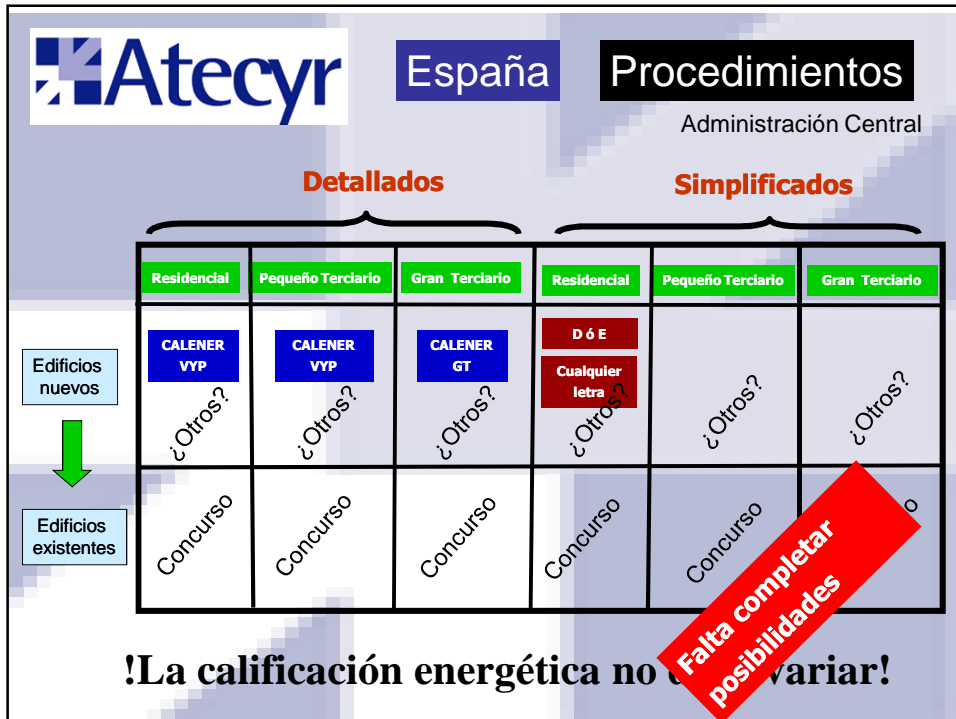 Atecyr
España
Procedimientos
Administración Central
Detallados
Simplificados
Residencial
Pequeño Terciario
Gran Terciario
Residencial
Pequeño Terciario
Gran Terciario
Edificios
nuevos
CALENER
VYP
CALENER
VYP
CALENER
GT
D ó E
Cualquier
letra
¿Otros?
¿Otros?
¿Otros?
¿Otros?
¿Otros?
¿Otros?
Edificios
existentes
Concurso
Concurso
Concurso
Concurso
Concurso
Falta completar
posibilidades
!La calificación energética no variar!